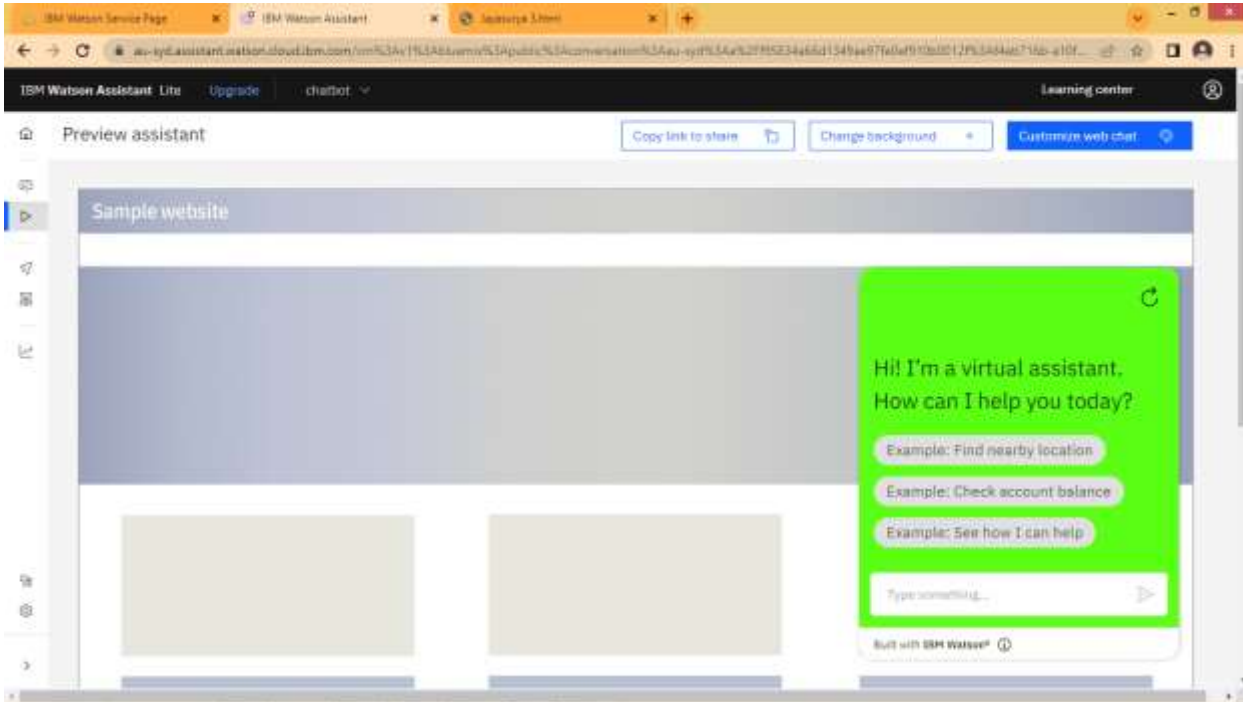 IBM Watson Service Page
IBM Watson Assistant
IBM Watson Assistant Lite Upgrade chatbot Learning center
Preview assistant Copy link to share Change background Customize web chat
Sample website
Hi! I'm a virtual assistant.
How can I help you today?
Example: Find nearby location
Example: Check account balance
Example: See how I can help
Type something...
Built with IBM Watson®